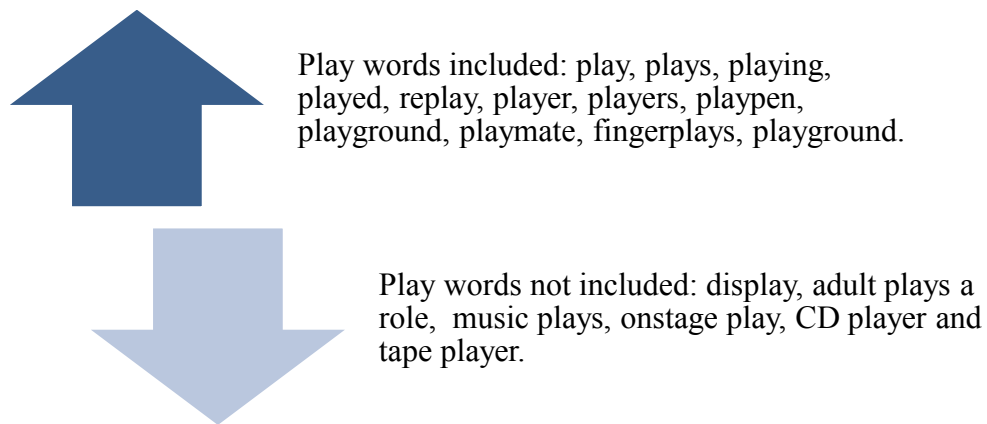 Play words included: play, plays, playing,
played, replay, player, players, playpen,
playground, playmate, fingerplays, playground.
Play words not included: display, adult plays a
role,  music plays, onstage play, CD player and
tape player.